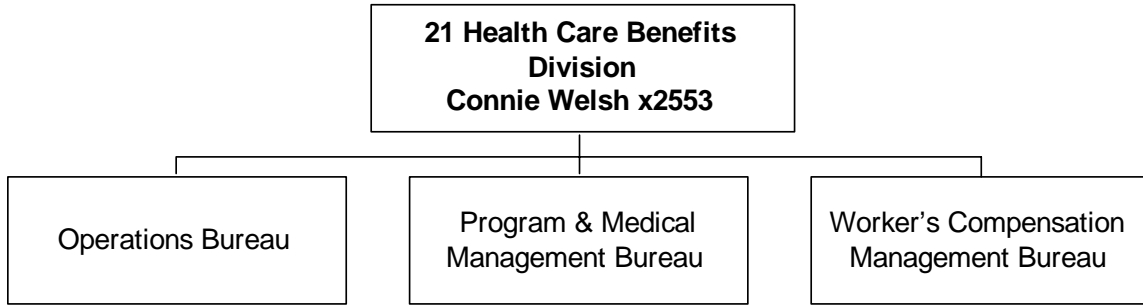 21 Health Care Benefits
Division
Connie Welsh x2553
Operations Bureau
Program & Medical
Management Bureau
Worker’s Compensation
Management Bureau